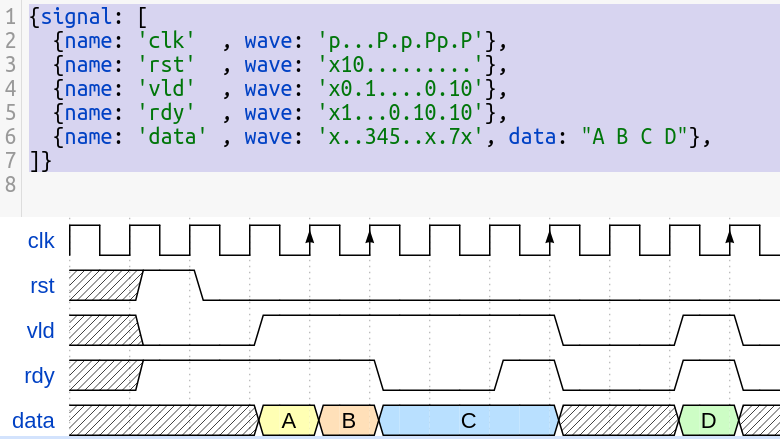 1 {signal: [
2   {name: 'clk'  , wave: 'p...P.p.Pp.P'},
3   {name: 'rst'  , wave: 'x10.........'},
4   {name: 'vld'  , wave: 'x0.1....0.10'},
5   {name: 'rdy'  , wave: 'x1...0.10.10'},
6   {name: 'data' , wave: 'x..345..x.7x', data: "A B C D"},
7 ]}
8
clk
rst
vld
rdy
data A B C D